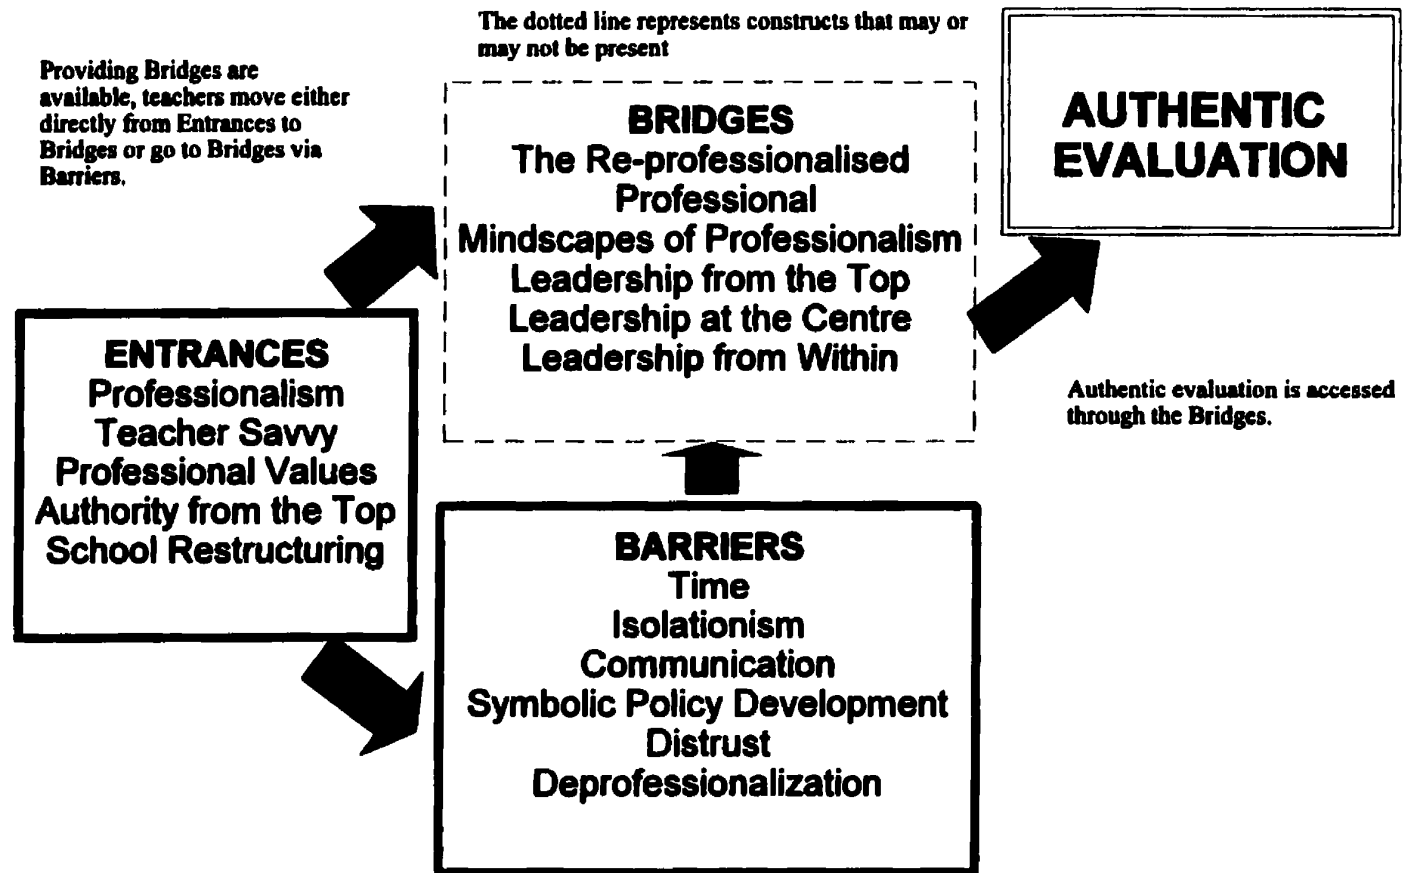 The dotted line represents constructs that may or
may not be present
Providing Bridges are
available, teachers move either
directly from Entrances to
Bridges or go to Bridges via
Barriers.
BRIDGES
The Re-professionalised
Professional
Mindscapes of Professionalism
Leadership from the Top
Leadership at the Centre
Leadership from Within
AUTHENTIC
EVALUATION
ENTRANCES
Professionalism
Teacher Savvy
Professional Values
Authority from the Top
School Restructuring
Authentic evaluation is accessed
through the Bridges.
BARRIERS
Time
Isolationism
Communication
Symbolic Policy Development
Distrust
Deprofessionalization